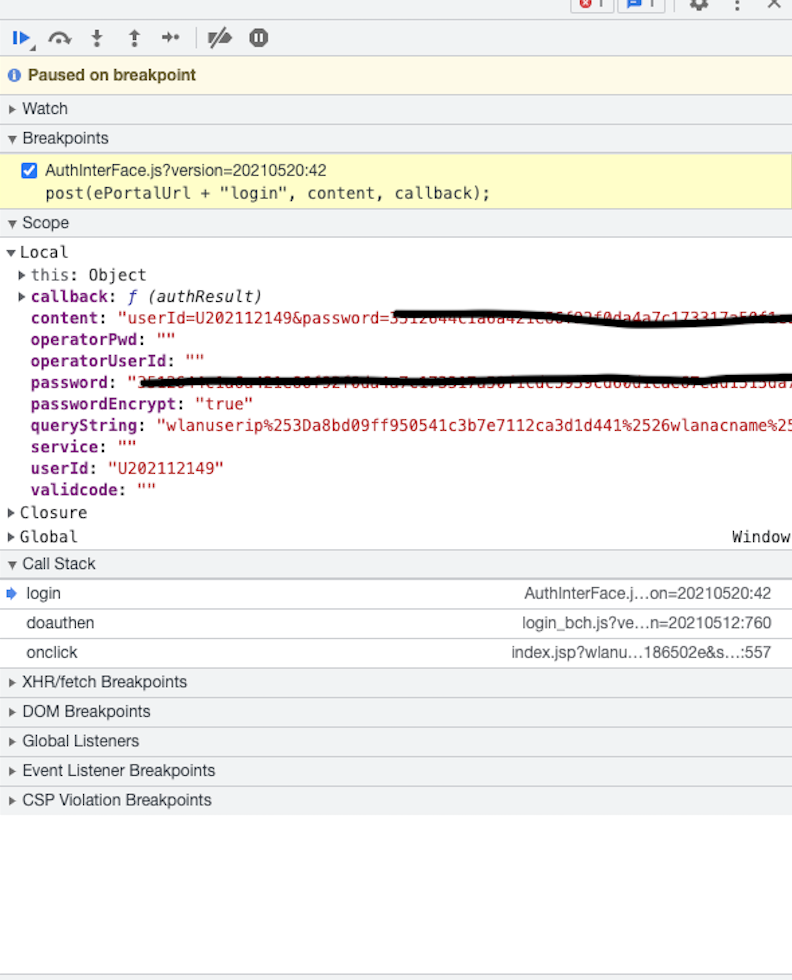 1 1
Paused on breakpoint
Watch
Breakpoints
AuthInterFace.js?version=20210520:42
post(ePortalUrl + "login", content, callback);
Scope
Local
this: Object
callback: ƒ (authResult)
content: "userId=U202112149&password=
operatorPwd: ""
operatorUserId: ""
password: "
passwordEncrypt: "true"
queryString: "wlanuserip%253Da8bd09ff950541c3b7e7112ca3d1d441%2526wlanacname%25
service: ""
userId: "U202112149"
validcode: ""
Closure
Global Window
Call Stack
login AuthInterFace.j…on=20210520:42
doauthen login_bch.js?ve…n=20210512:760
onclick index.jsp?wlanu…186502e&s…:557
XHR/fetch Breakpoints
DOM Breakpoints
Global Listeners
Event Listener Breakpoints
CSP Violation Breakpoints